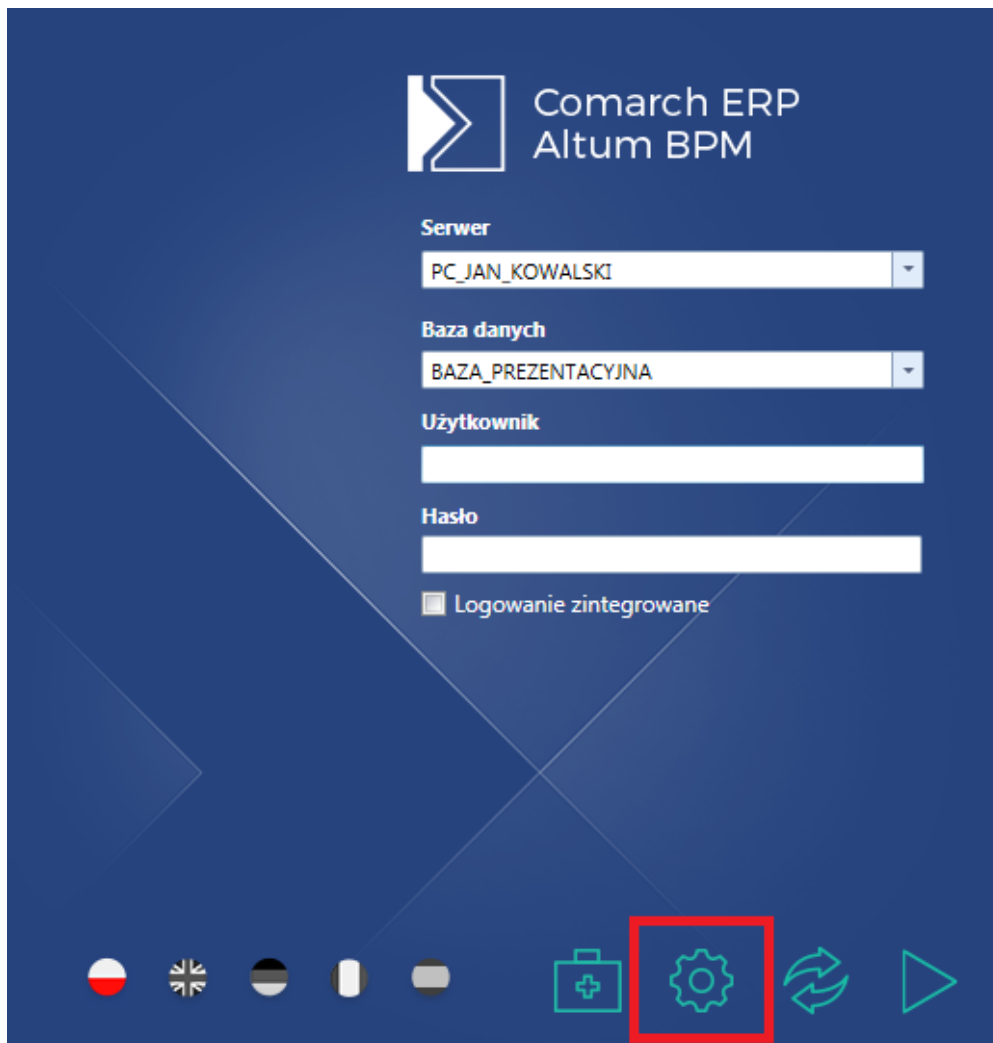 Comarch ERP
Altum BPM
Serwer
PC_JAN_KOWALSKI
Baza danych
BAZA_PREZENTACYJNA
Użytkownik
Hasło
Logowanie zintegrowane